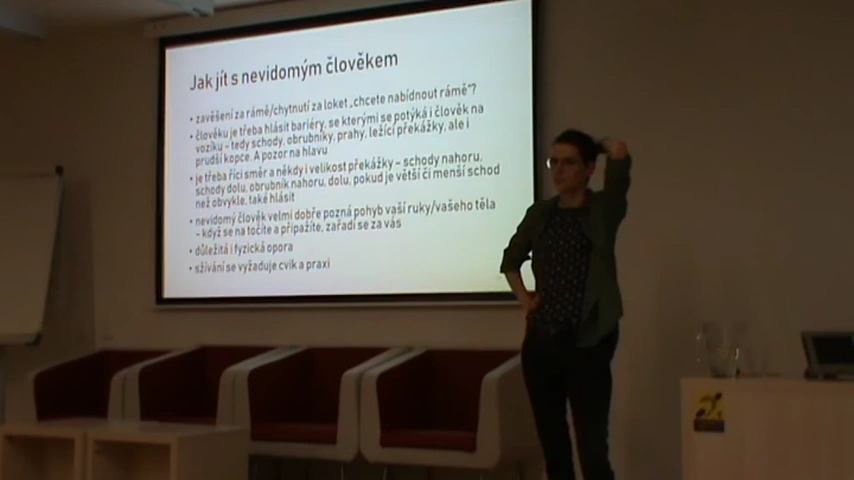 Jak jít s nevidomým člověkem
• zavěšení za rámě/chytnutí za loket „chcete nabídnout rámě"?
• člověku je třeba hlásit bariéry, se kterými se potýká i člověk na
vozíku – tedy schody, obrubníky, prahy, ležící překážky, ale i
prudší kopce. A pozor na hlavu
• je třeba říci směr a někdy i velikost překážky – schody nahoru,
schody dolu, obrubník nahoru, dolu, pokud je větší či menší schod
než obvykle, také hlásit
• nevidomý člověk velmi dobře pozná pohyb vaší ruky/vašeho těla
– když se na točíte a připažíte, zařadí se za vás
• důležitá i fyzická opora
• sžívání se vyžaduje cvik a praxi